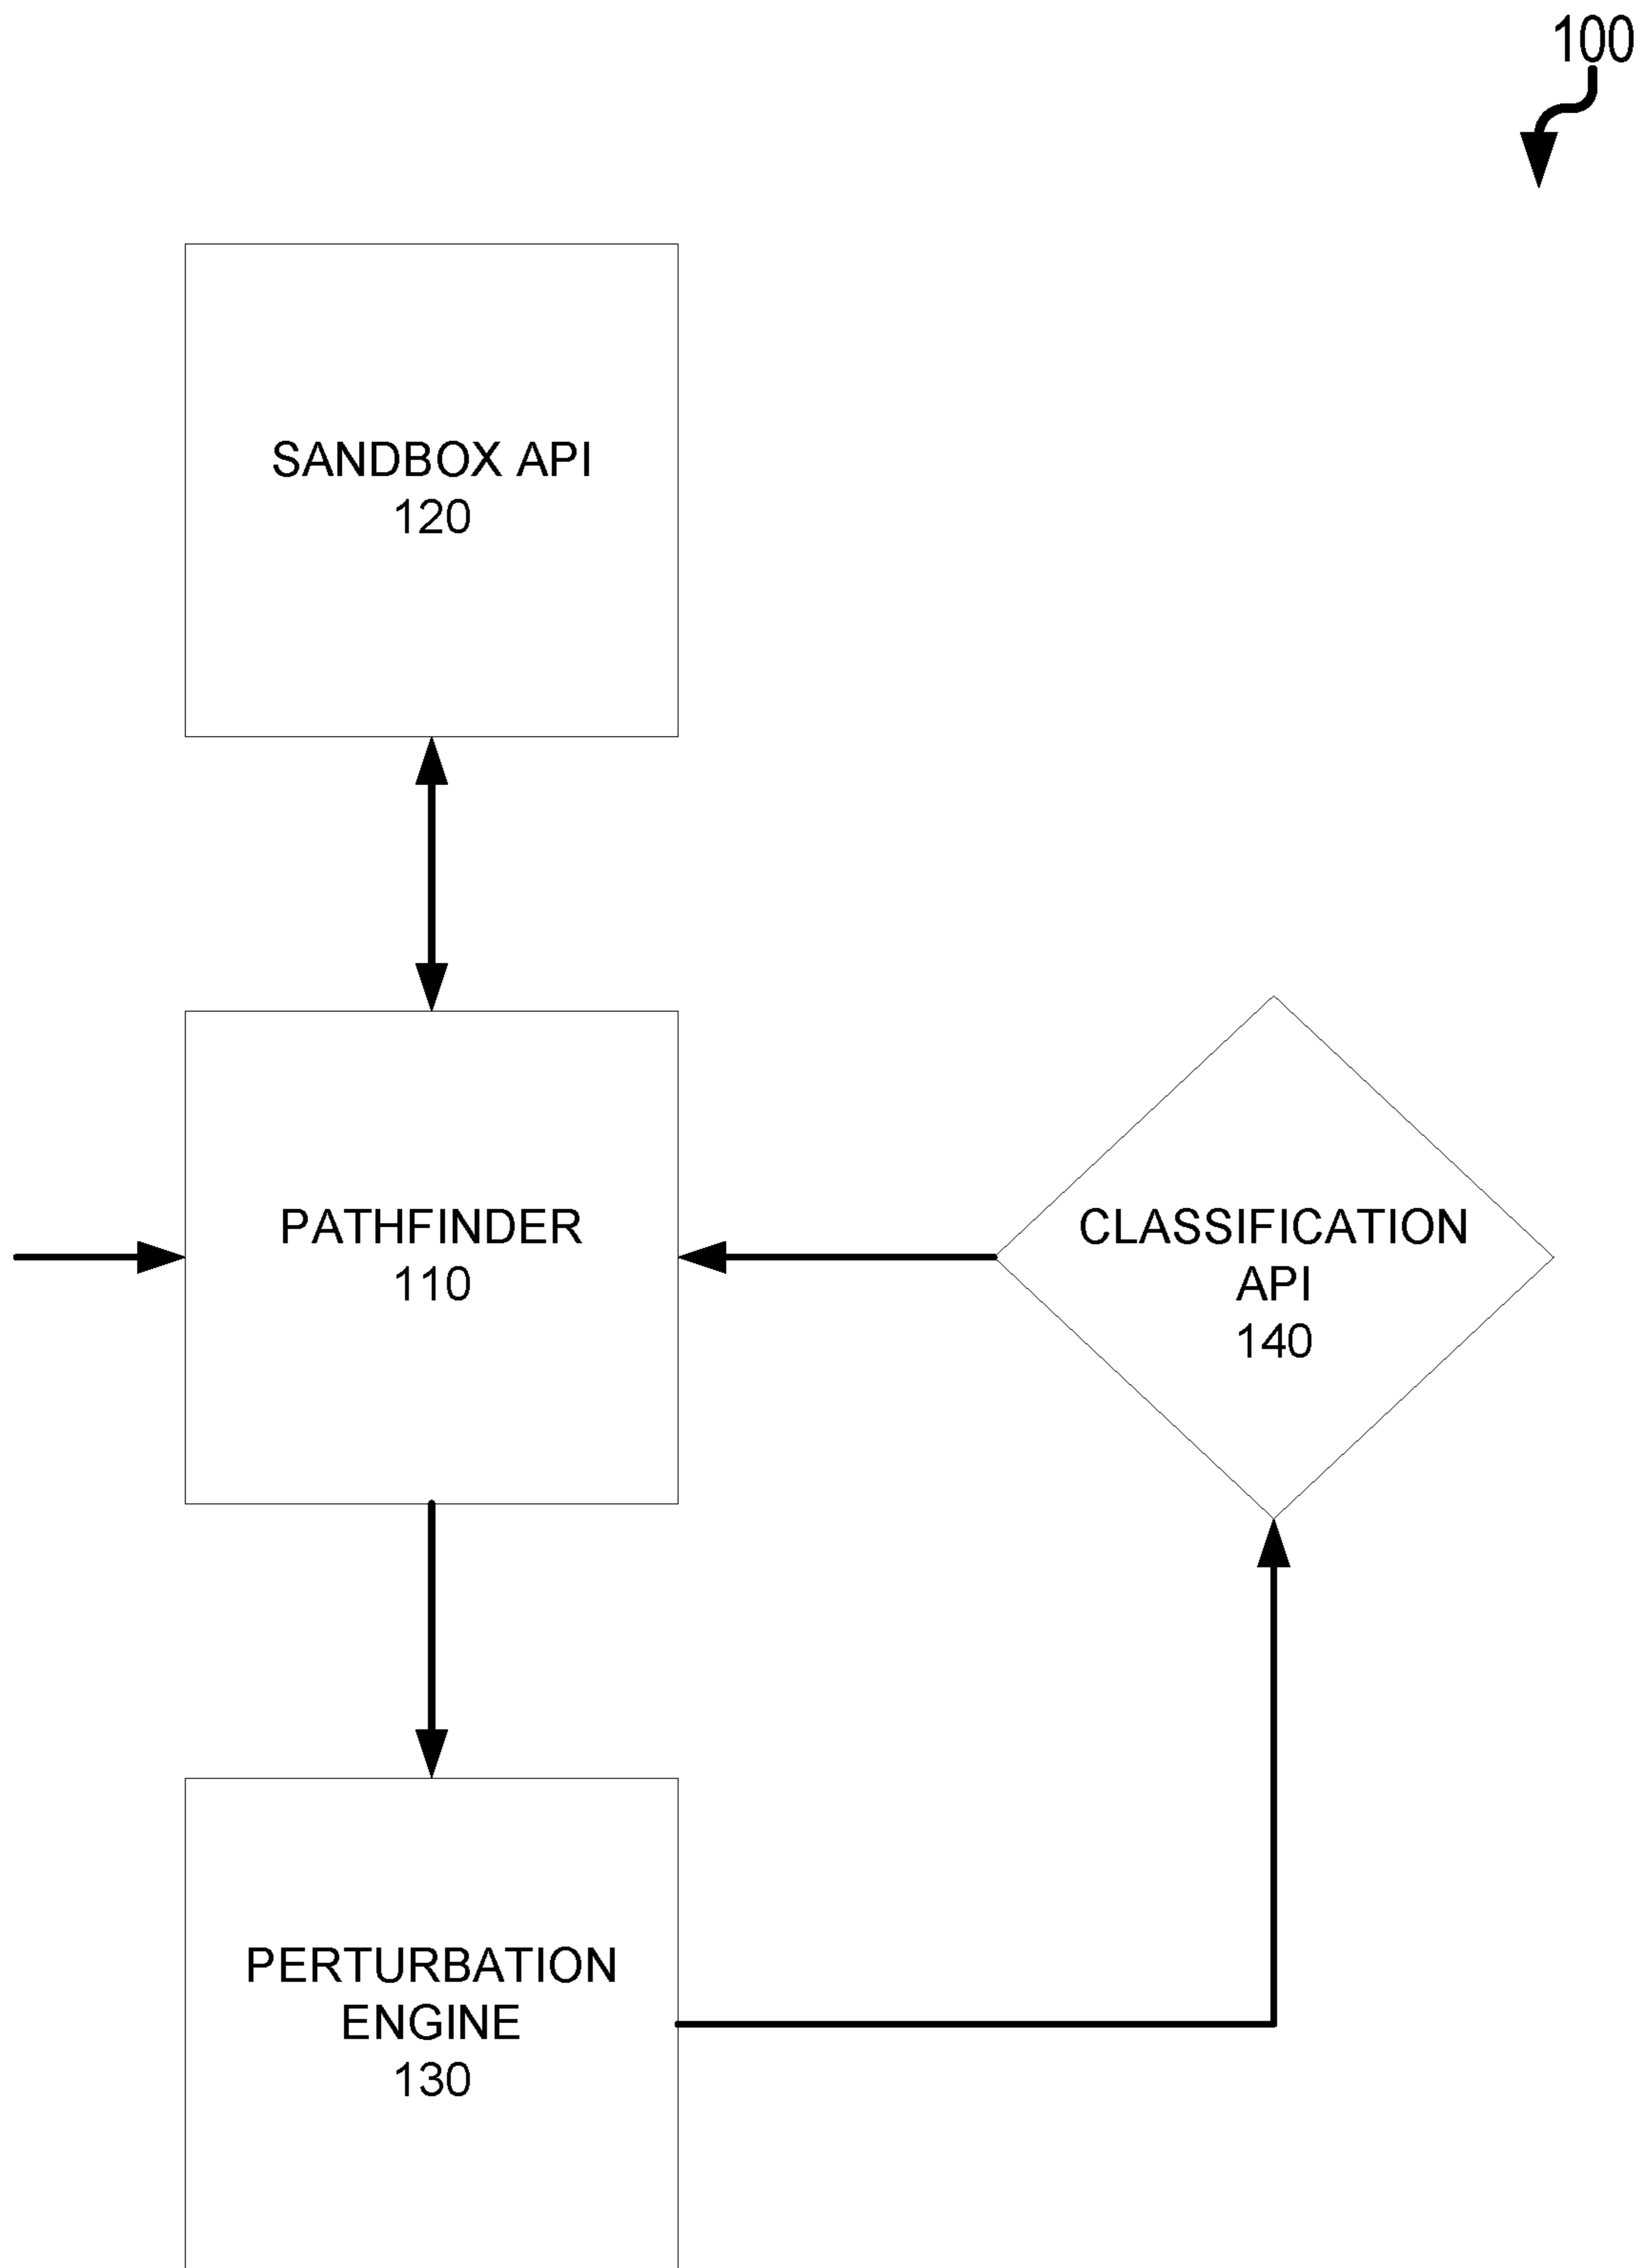 100
SANDBOX API
120
PATHFINDER
110
CLASSIFICATION
API
140
PERTURBATION
ENGINE
130